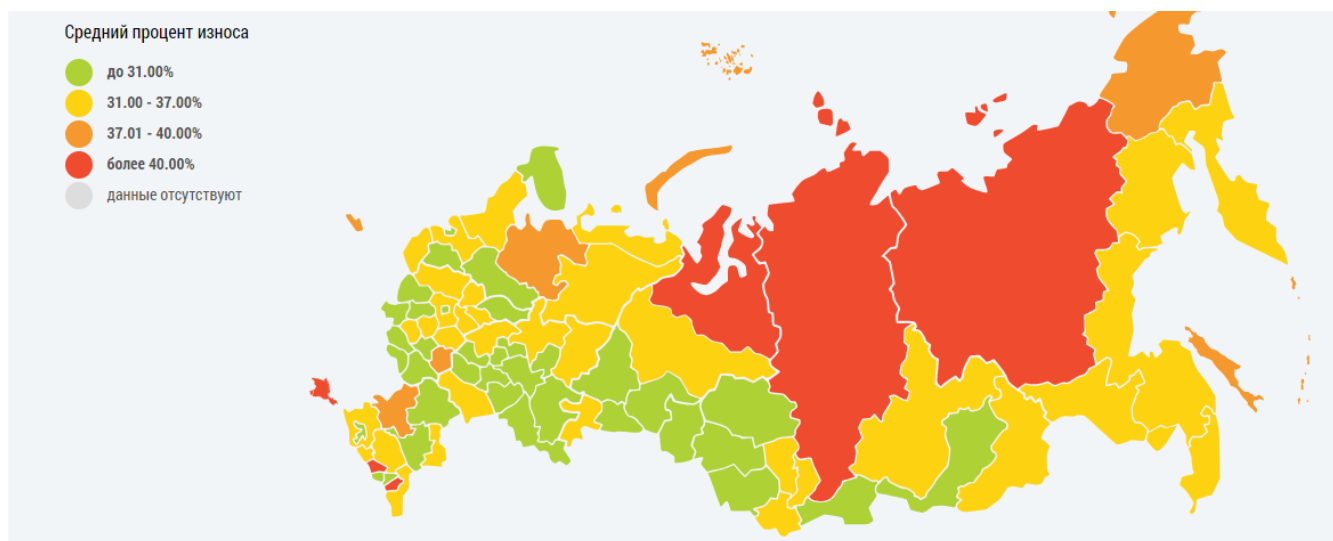 Средний процент износа
до 31.00%
31.00 - 37.00%
37.01 - 40.00%
более 40.00%
данные отсутствуют